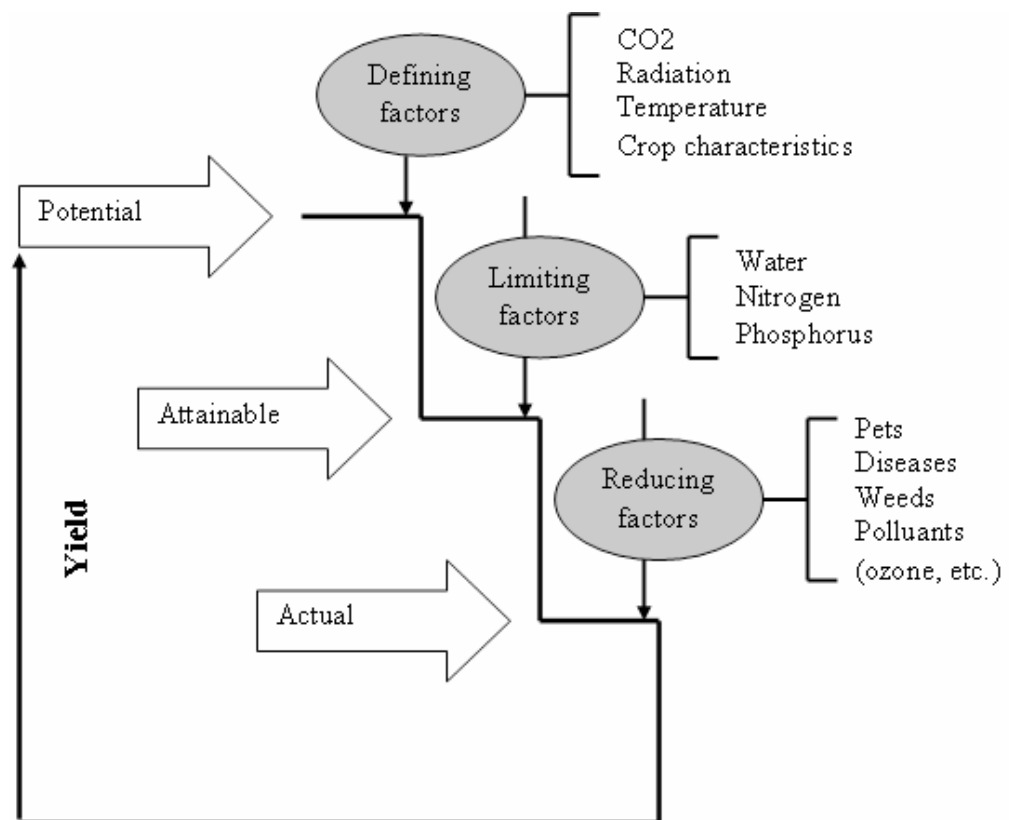 Defining
factors
CO2
Radiation
Temperature
Crop characteristics
Potential
Limiting
factors
Water
Nitrogen
Phosphorus
Attainable
Reducing
factors
Pets
Diseases
Weeds
Polluants
(ozone, etc.)
Actual
Yield